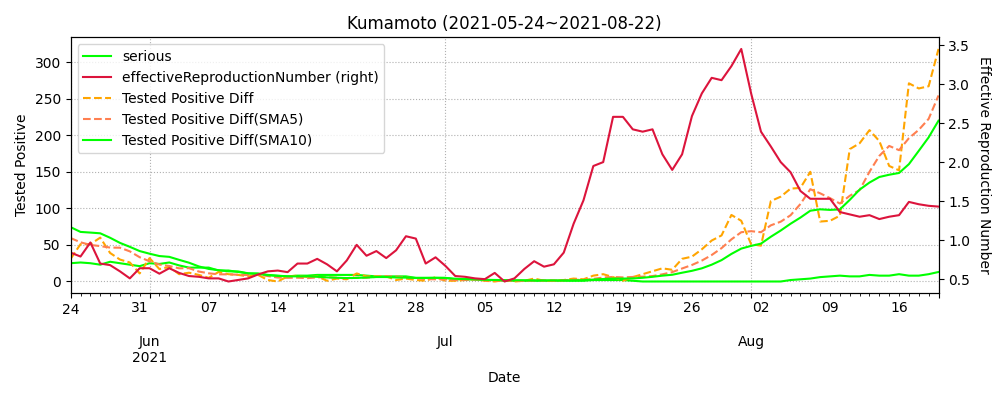 Kumamoto (2021-05-24~2021-08-22)
serious
effectiveReproductionNumber (right)
Tested Positive Diff
Tested Positive Diff(SMA5)
Tested Positive Diff(SMA10)
Tested Positive
300
250
200
150
100
50
0
3.5
3.0
2.5
2.0
1.5
1.0
0.5
Effective Reproduction Number
24 31 07 14 21 28 05 12 19 26 02 09 16
Jun Jul Aug
2021
Date